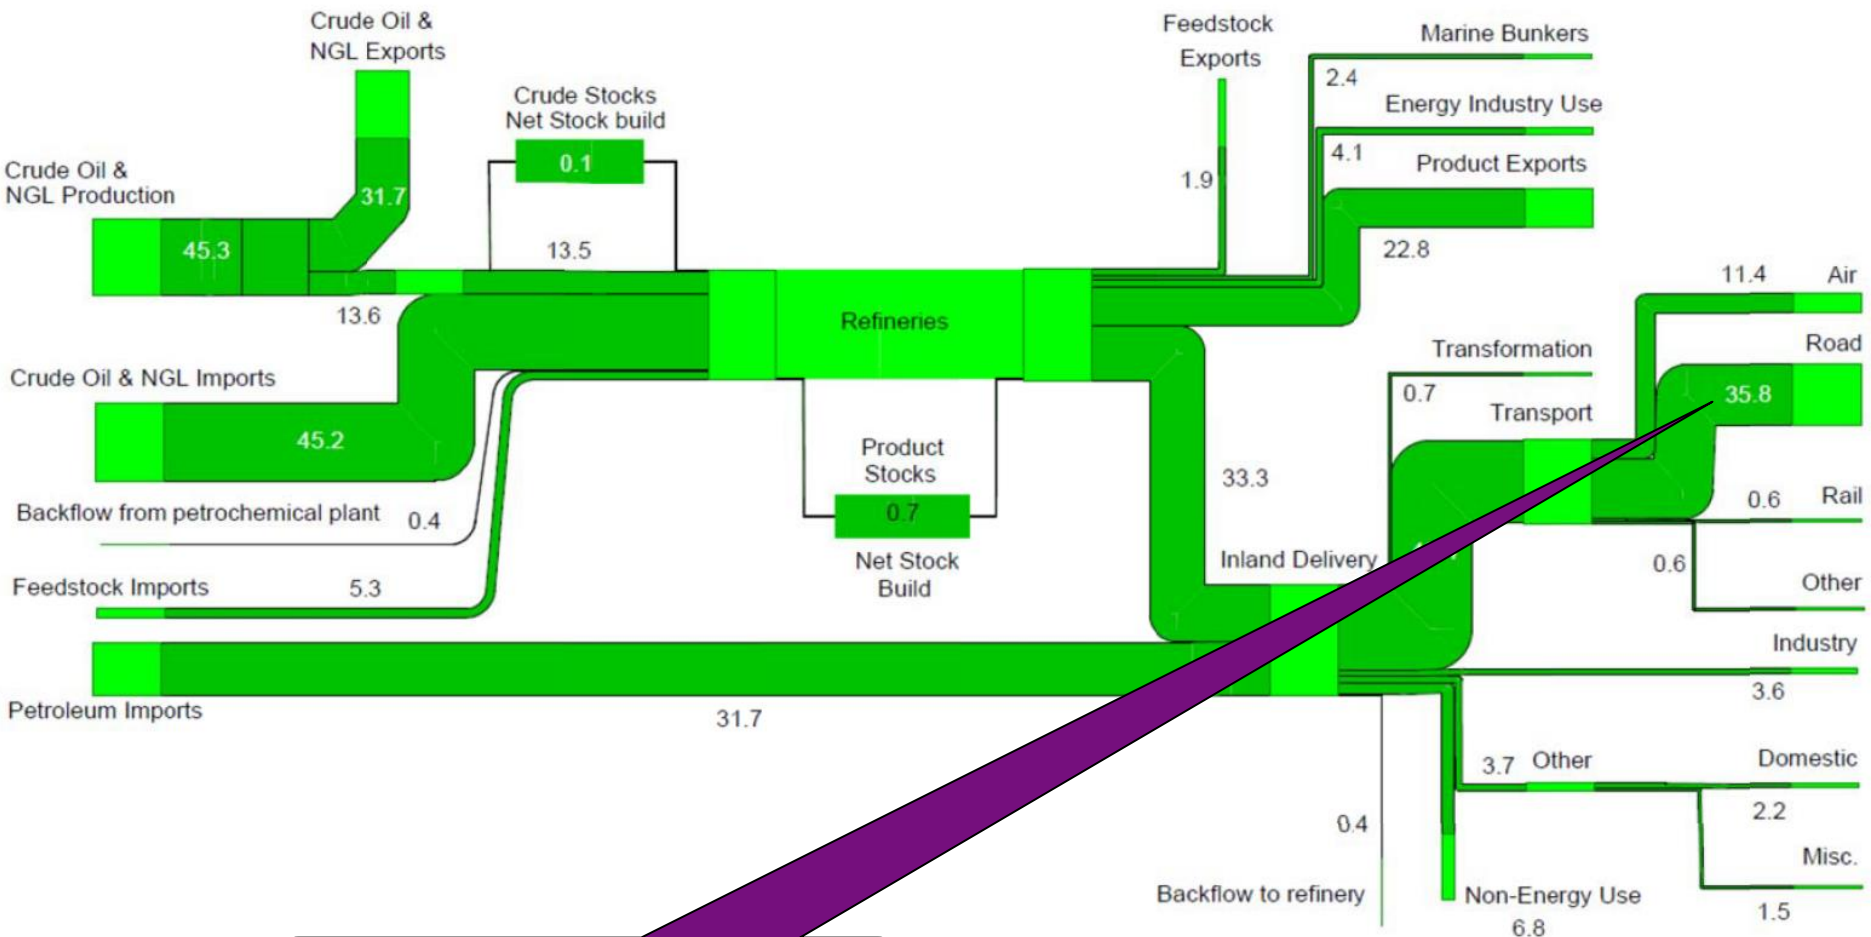 Crude Oil &
NGL Exports
Feedstock
Exports
Marine Bunkers
2.4
Crude Stocks
Net Stock build
0.1
Energy Industry Use
4.1
Product Exports
Crude Oil &
NGL Production
31.7
1.9
45.3
13.5
22.8
11.4
Air
13.6
Refineries
Road
Transformation
Crude Oil & NGL Imports
0.7
35.8
Transport
45.2
Product
Stocks
33.3
0.7
0.6
Rail
Backflow from petrochemical plant
0.4
Net Stock
Build
Inland Delivery
0.6
Other
Feedstock Imports
5.3
Industry
3.6
Petroleum Imports
31.7
3.7
Other
Domestic
2.2
0.4
Misc.
1.5
Backflow to refinery
Non-Energy Use
6.8